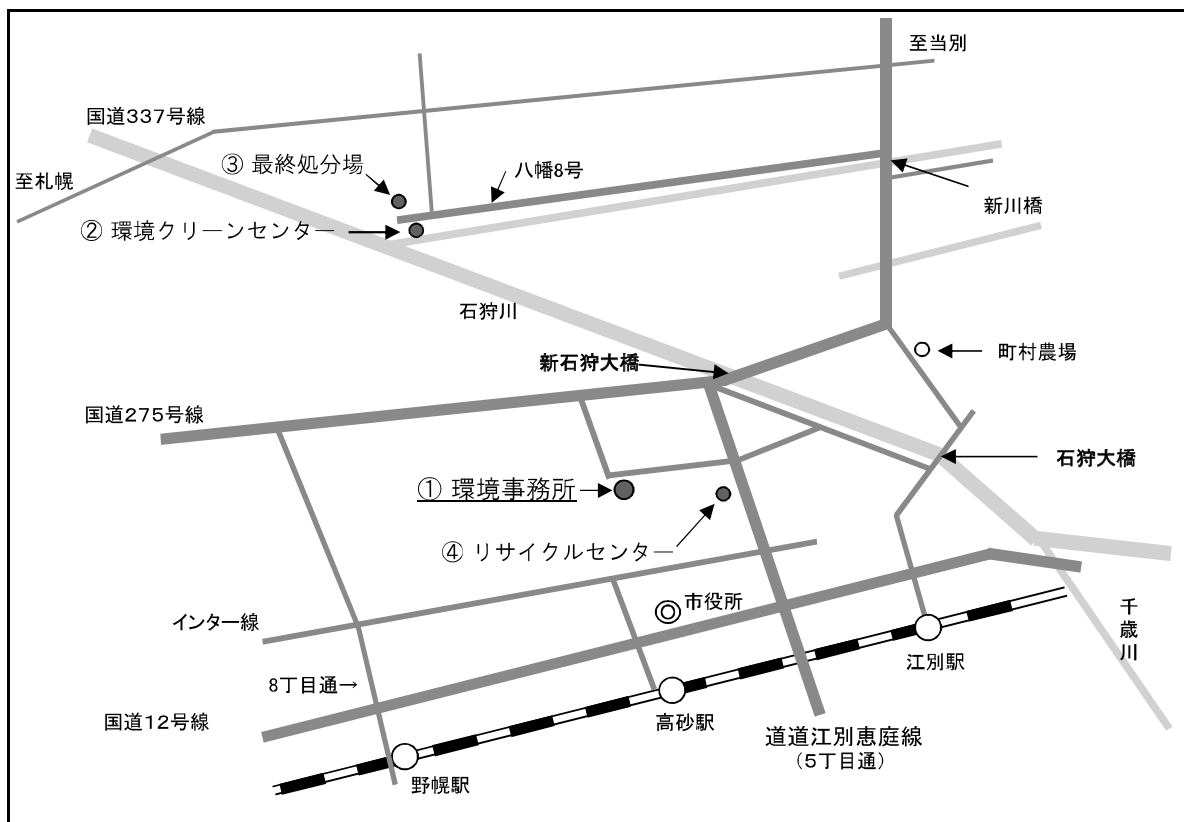 至当別
国道337号線
③ 最終処分場
八幡8号
至札幌
新川橋
② 環境クリーンセンター
石狩川
新石狩大橋
町村農場
国道275号線
石狩大橋
① 環境事務所
④ リサイクルセンター
市役所
インター線
千歳川
江別駅
8丁目通→
国道12号線
高砂駅
道道江別恵庭線
(5丁目通)
野幌駅